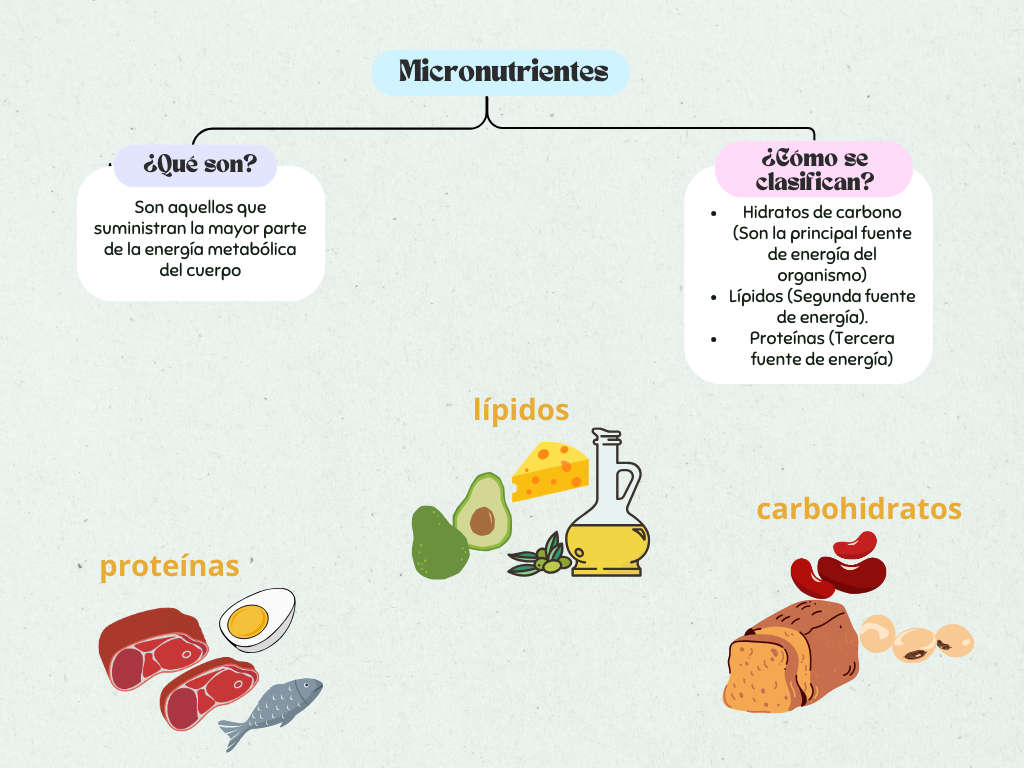 Micronutrientes
¿Qué son?
Son aquellos que
suministran la mayor parte
de la energía metabólica
del cuerpo
¿Cómo se
clasifican?
• Hidratos de carbono
(Son la principal fuente
de energía del
organismo)
• Lípidos (Segunda fuente
de energía).
• Proteínas (Tercera
fuente de energía)
lípidos
carbohidratos
proteínas